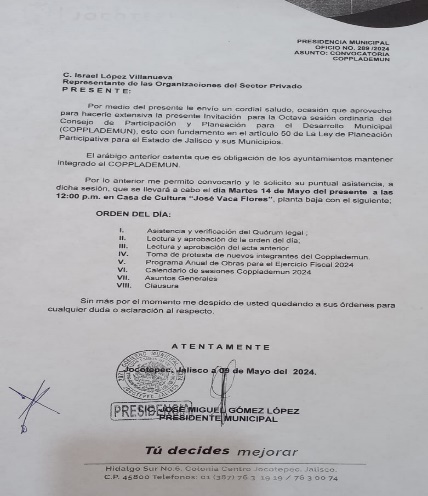 PRESIDENCIA MUNICIPAL
OFICIO NO. 289 /2024
ASUNTO: CONVOCATORIA
COPPLADEMUN
C. Israel López Villanueva
Representante de las Organizaciones del Sector Privado
P R E S E N T E:
Por medio del presente le envío un cordial saludo, ocasión que aprovecho
para hacerlo extensiva la presente Invitación para la Octava sesión ordinaria del
Consejo de Participación y Planeación para el Desarrollo Municipal
(COPPLADEMUN), esto con fundamento en el artículo 50 de La Ley de Planeación
Participativa para el Estado de Jalisco y sus Municipios.
El arábigo anterior ostenta que es obligación de los ayuntamientos mantener
integrado el COPPLADEMUN.
Por lo anterior me permito convocarlo y le solicito su puntual asistencia, a
dicha sesión, que se llevará a cabo el día Martes 14 de Mayo del presente a las
12:00 p.m. en Casa de Cultura "José Vaca Flores", planta baja con el siguiente;
ORDEN DEL DÍA:
I. Asistencia y verificación del Quórum legal ;
II. Lectura y aprobación de la orden del día;
III. Lectura y aprobación del acta anterior
IV. Toma de protesta de nuevos integrantes del Copplademun
V. Programa Anual de Obras para el Ejercicio Fiscal 2024
VI. Calendario de sesiones CoppladEmun 2024
VII. Asuntos Generales
VIII. Clausura
Sin más por el momento me despido de usted quedando a sus órdenes para
cualquier duda o aclaración al respecto.
A T E N T A M E N T E
Jocotepec, Jalisco a 09 de Mayo del 2024.
PRESIDENCIA
JOSÉ MIGUEL GÓMEZ LÓPEZ
PRESIDENTE MUNICIPAL
Tú decides mejorar
Hidalgo Sur No.6, Colonia Centro Jocotepec, Jalisco.
C.P. 45800 Teléfonos: 01 (387) 76 3 19 19 / 76 3 00 74